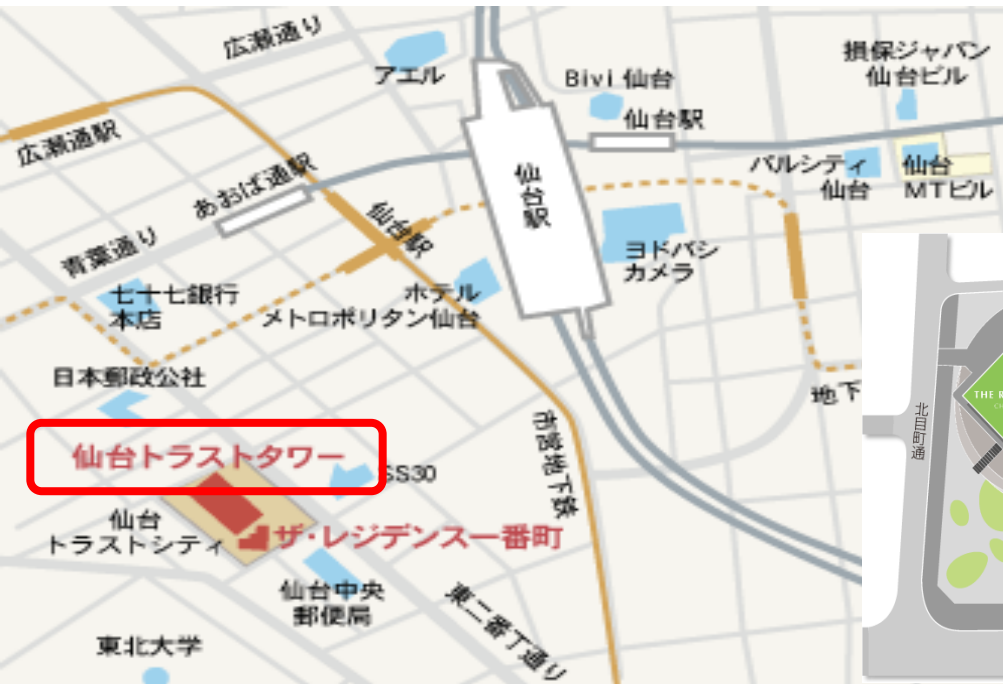 広瀬通り
アエル
Bivi 仙台
損保ジャパン
仙台ビル
広瀬通駅
仙台駅
あおば通駅
仙台駅
仙台駅
パルシティ
仙台
仙台
MTビル
青葉通り
ヨドバシ
カメラ
七十七銀行
本店
ホテル
メトロポリタン仙台
日本郵政公社
地下
市営地下鉄
北目町通
THE R
仙台トラストタワー
SS30
仙台
トラストシティ
ザ・レジデンス一番町
仙台中央
郵便局
東二番丁通り
東北大学